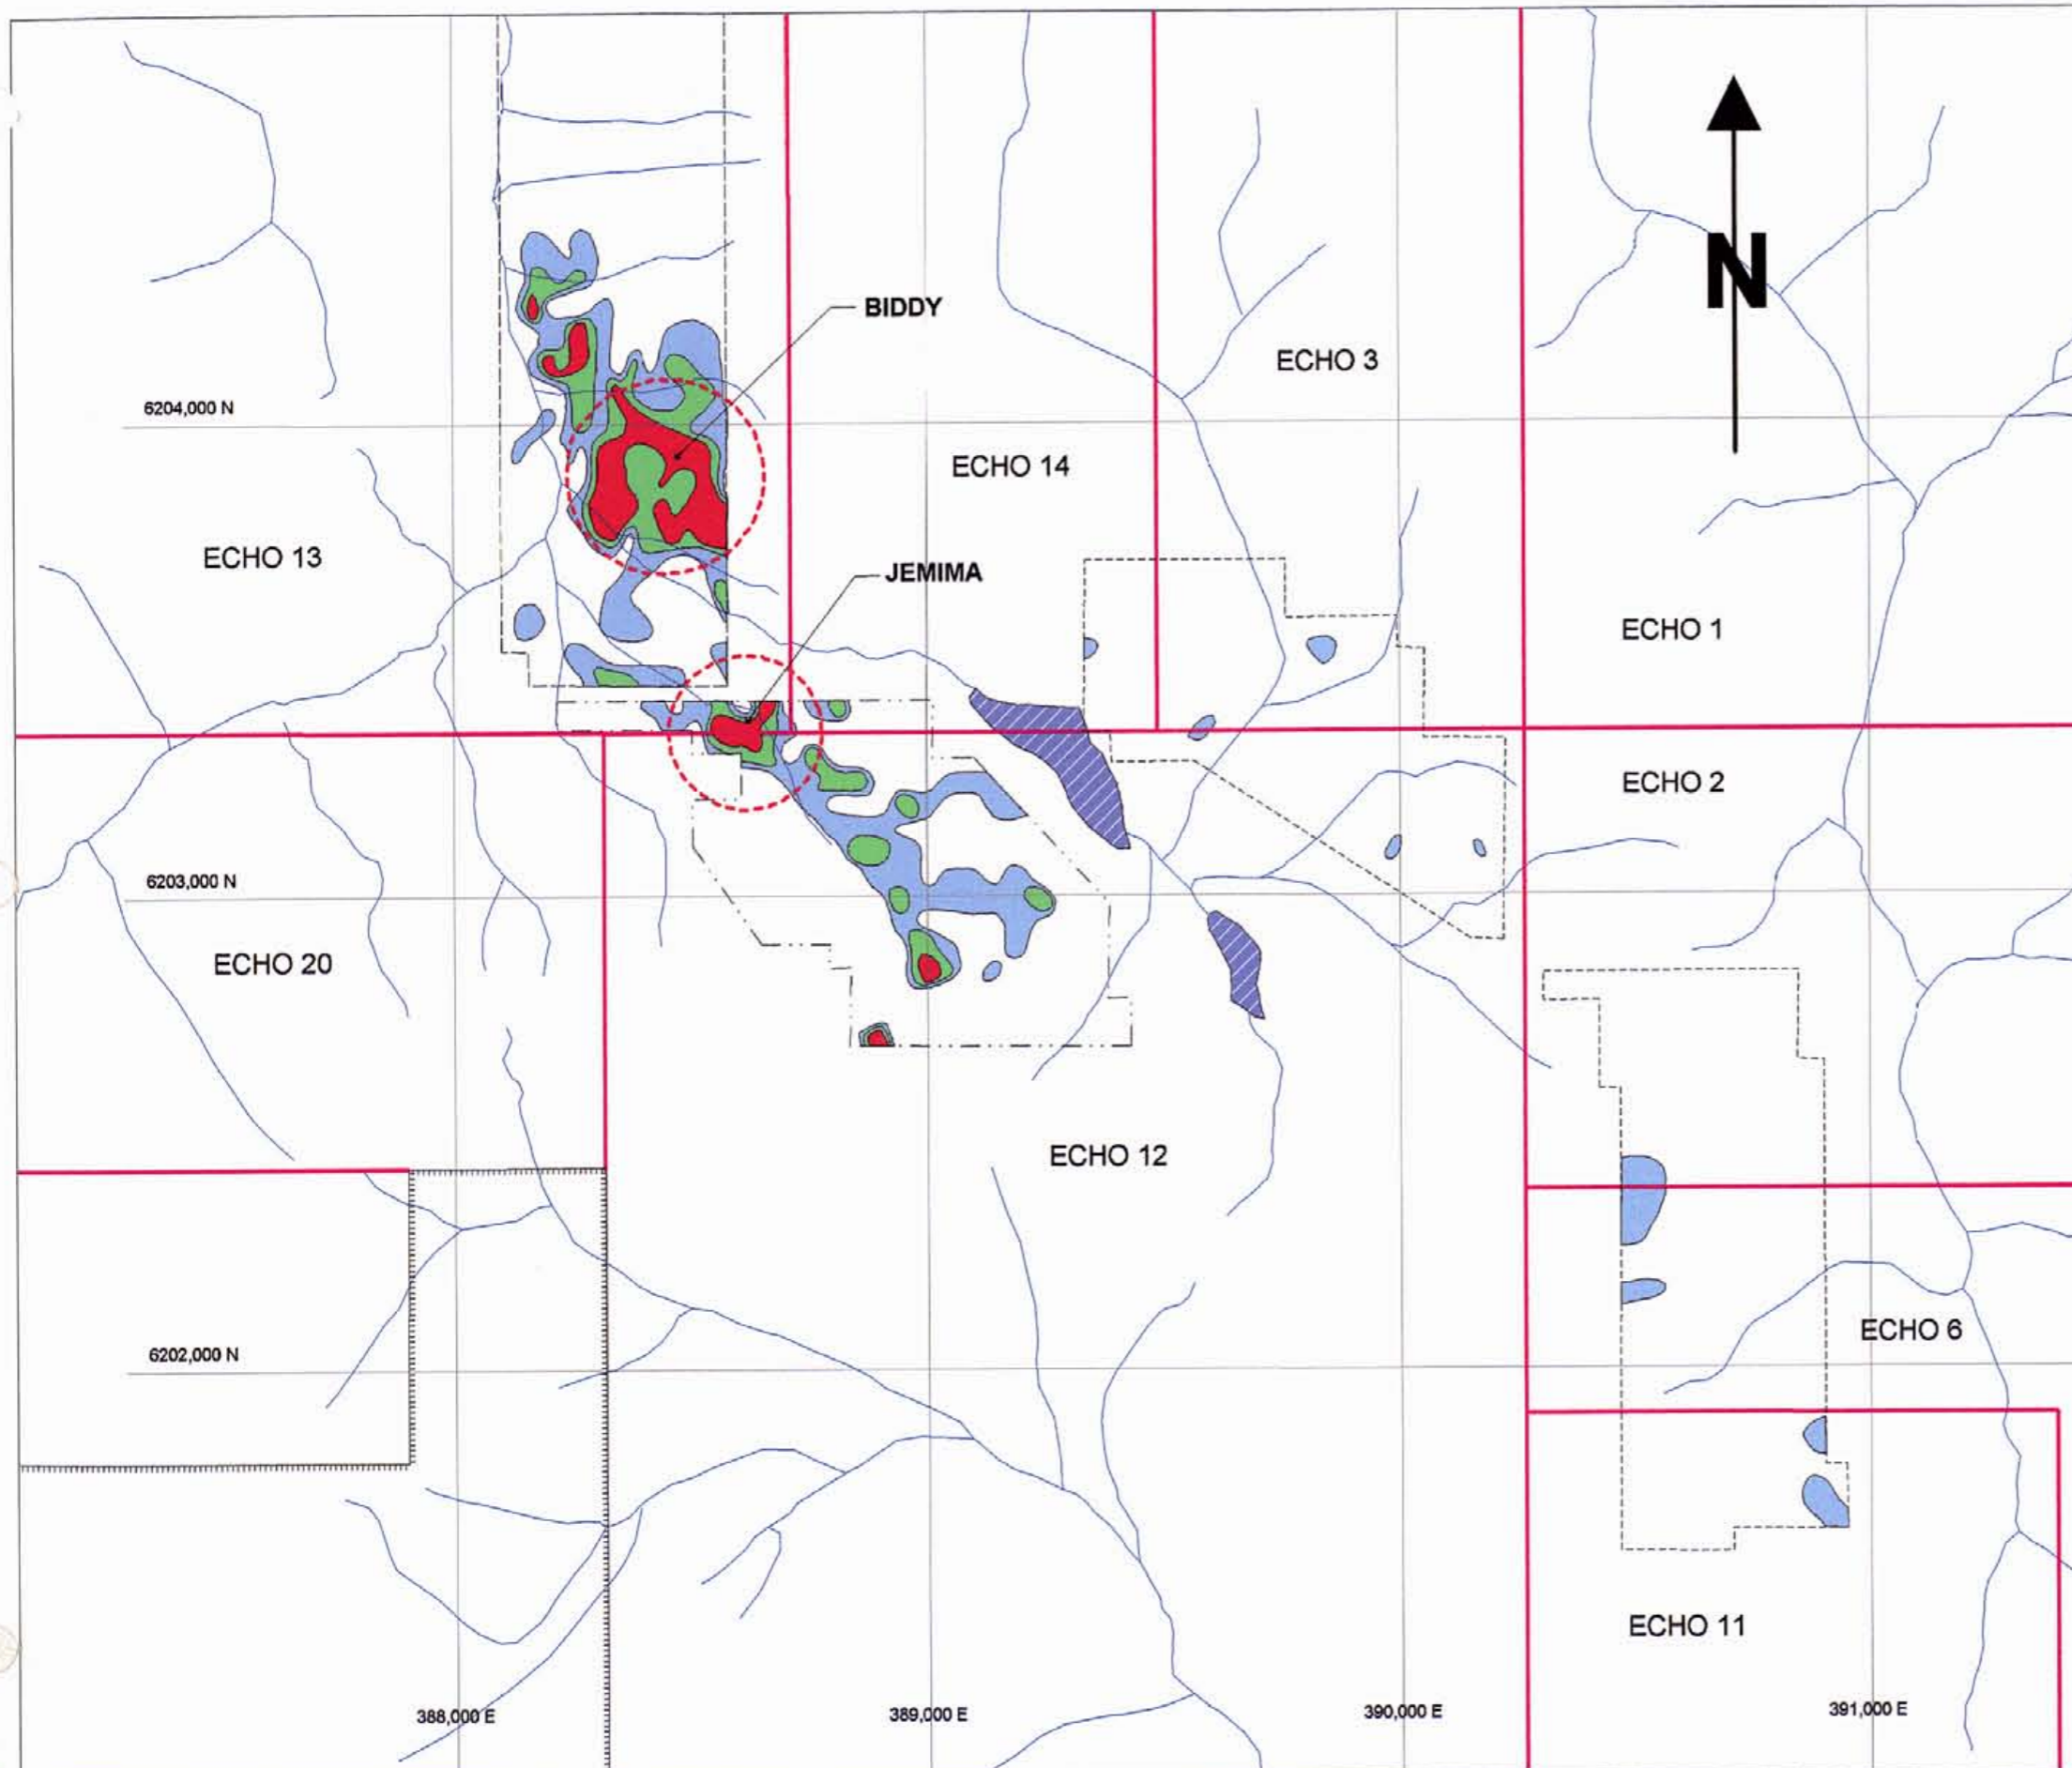 N
BIDDY
ECHO 3
6204,000 N
ECHO 14
ECHO 13
JEMIMA
ECHO 1
ECHO 2
6203,000 N
ECHO 20
ECHO 12
ECHO 6
6202,000 N
ECHO 11
388,000 E
389,000 E
390,000 E
391,000 E